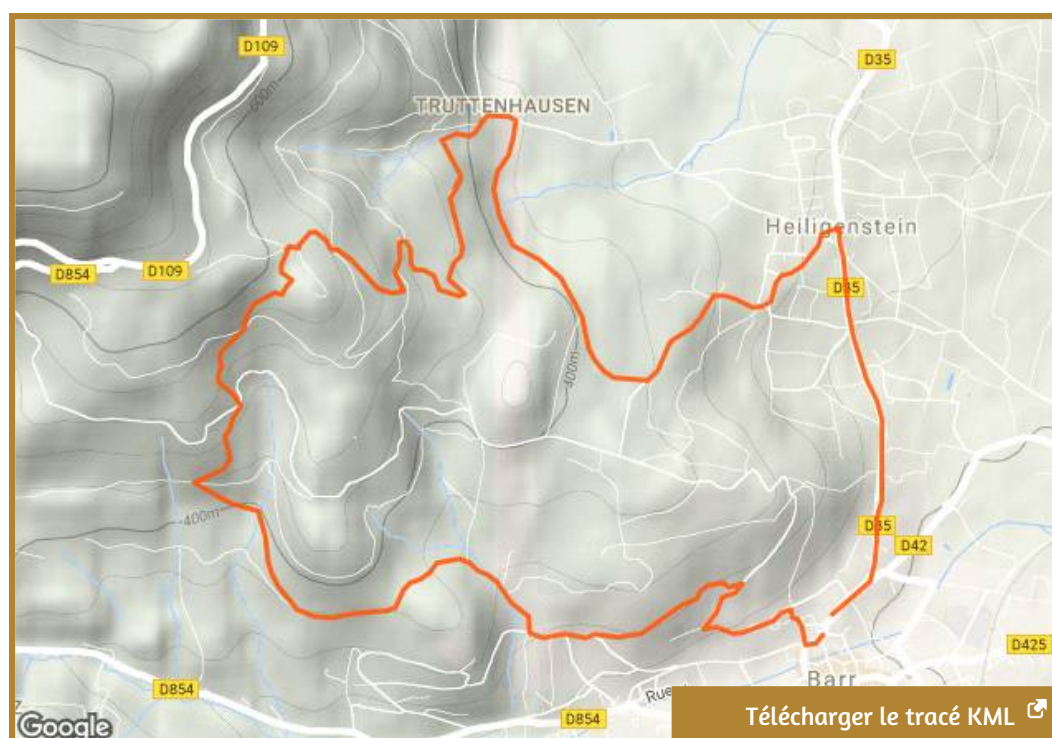 D109
D35
600m
TRUTTENHAUSEN
Heiligenstein
D854
D109
D35
400m
400m
D35
D42
D425
Barr
D854
D854
Google
Télécharger le tracé KML